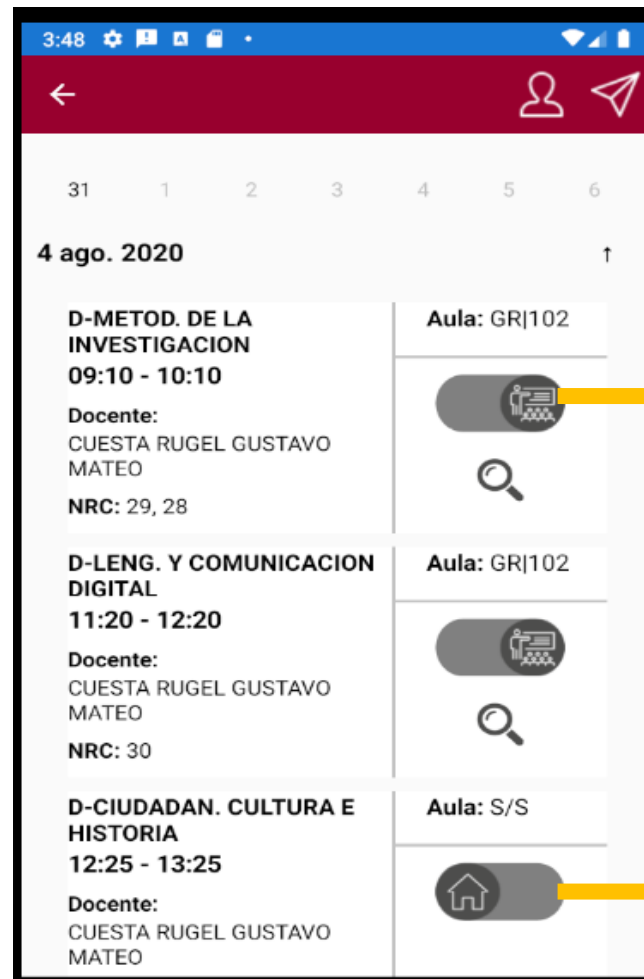 3:48
31 1 2 3 4 5 6
4 ago. 2020 ↑
D-METOD. DE LA
INVESTIGACION
09:10 - 10:10
Docente:
CUESTA RUGEL GUSTAVO
MATEO
NRC: 29, 28
Aula: GR|102
D-LENG. Y COMUNICACION
DIGITAL
11:20 - 12:20
Docente:
CUESTA RUGEL GUSTAVO
MATEO
NRC: 30
Aula: GR|102
D-CIUDADAN. CULTURA E
HISTORIA
12:25 - 13:25
Docente:
CUESTA RUGEL GUSTAVO
MATEO
Aula: S/S